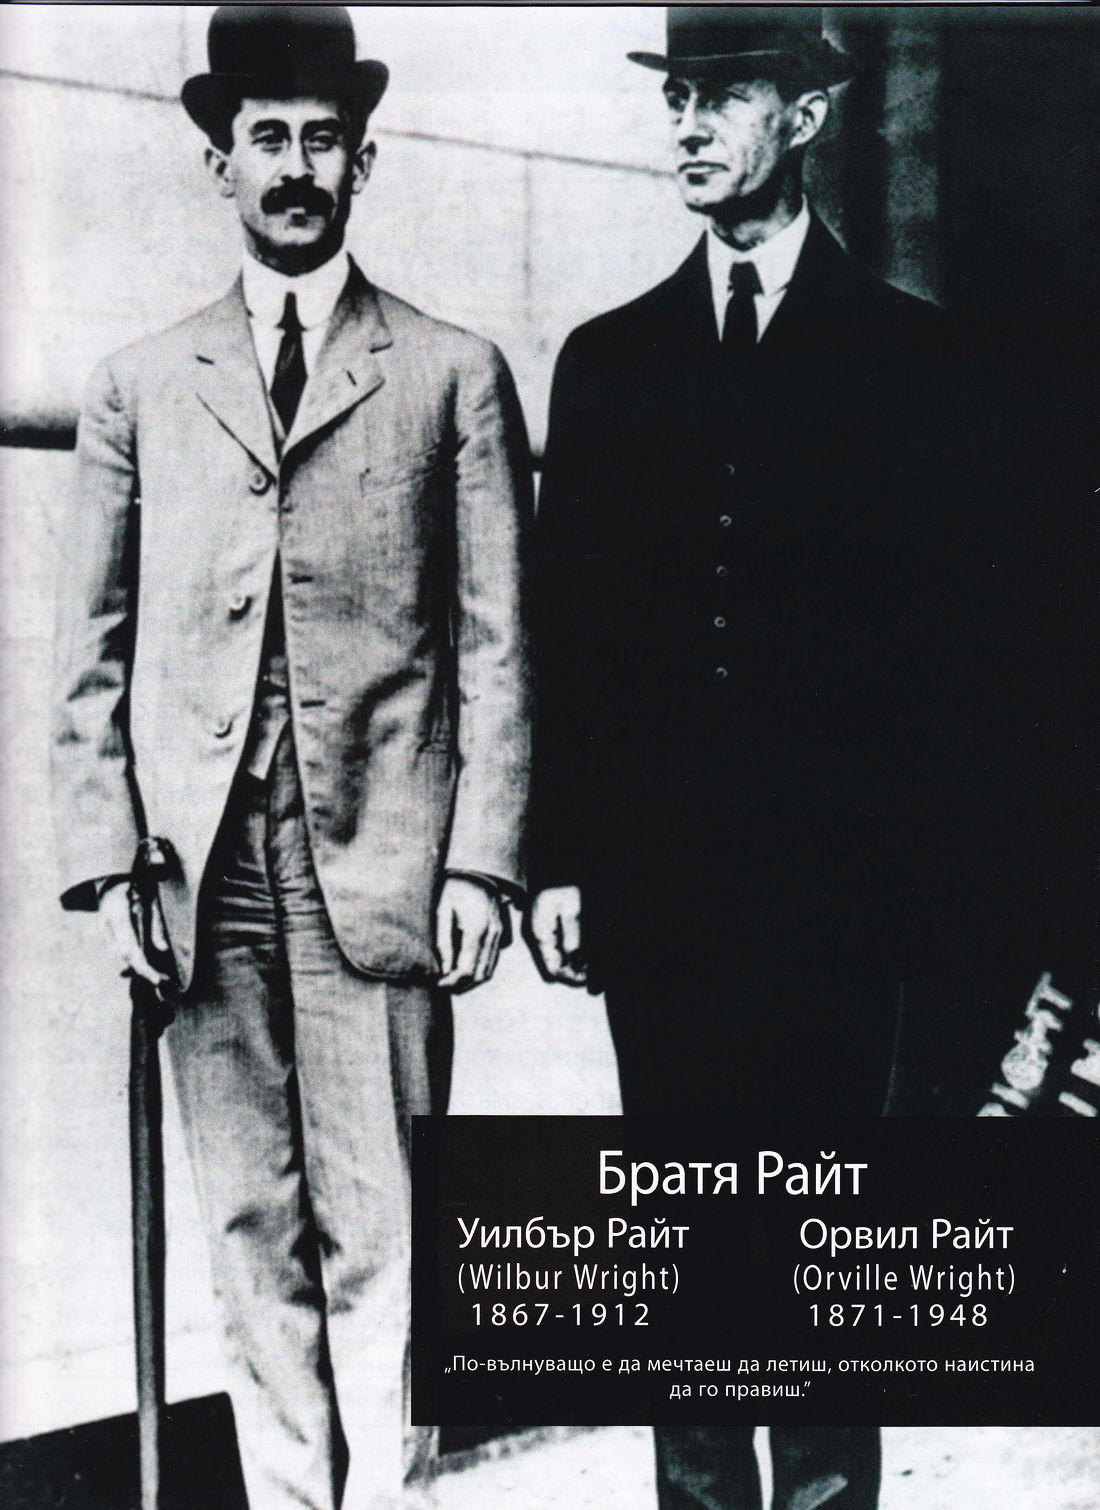 Братя Райт
Уилбър Райт Орвил Райт
(Wilbur Wright) (Orville Wright)
1867-1912 1871-1948
„По-вълнуващо е да мечтаеш да летиш, отколкото наистина
да го правиш.”